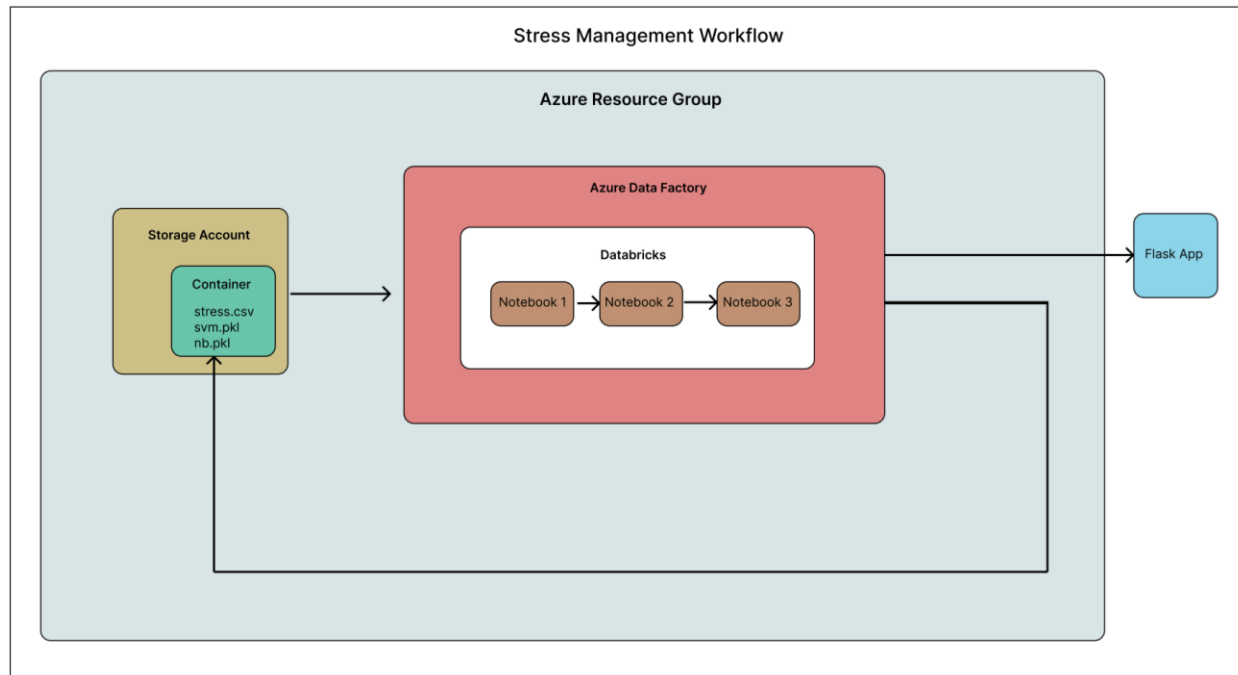 Stress Management Workflow
Azure Resource Group
Azure Data Factory
Storage Account
Container
stress.csv
svm.pkl
nb.pkl
Databricks
Notebook 1
Notebook 2
Notebook 3
Flask App